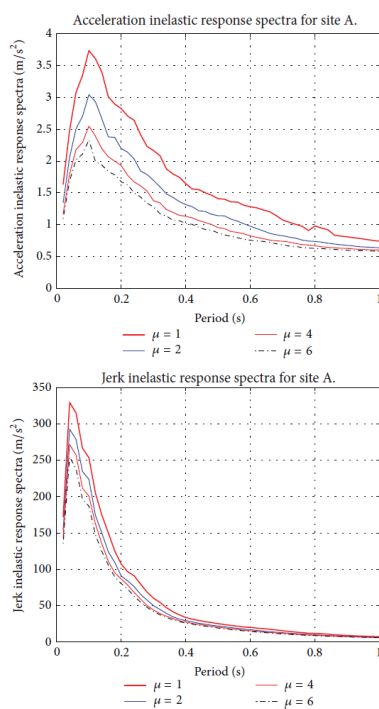 Acceleration inelastic response spectra for site A.
Acceleration inelastic response spectra (m/s²)
4
3.5
3
2.5
2
1.5
1
0.5
0
0 0.2 0.4 0.6 0.8 1
Period (s)
μ = 1 μ = 4
μ = 2 μ = 6
Jerk inelastic response spectra for site A.
Jerk inelastic response spectra (m/s²)
350
300
250
200
150
100
50
0
0 0.2 0.4 0.6 0.8 1
Period (s)
μ = 1 μ = 4
μ = 2 μ = 6